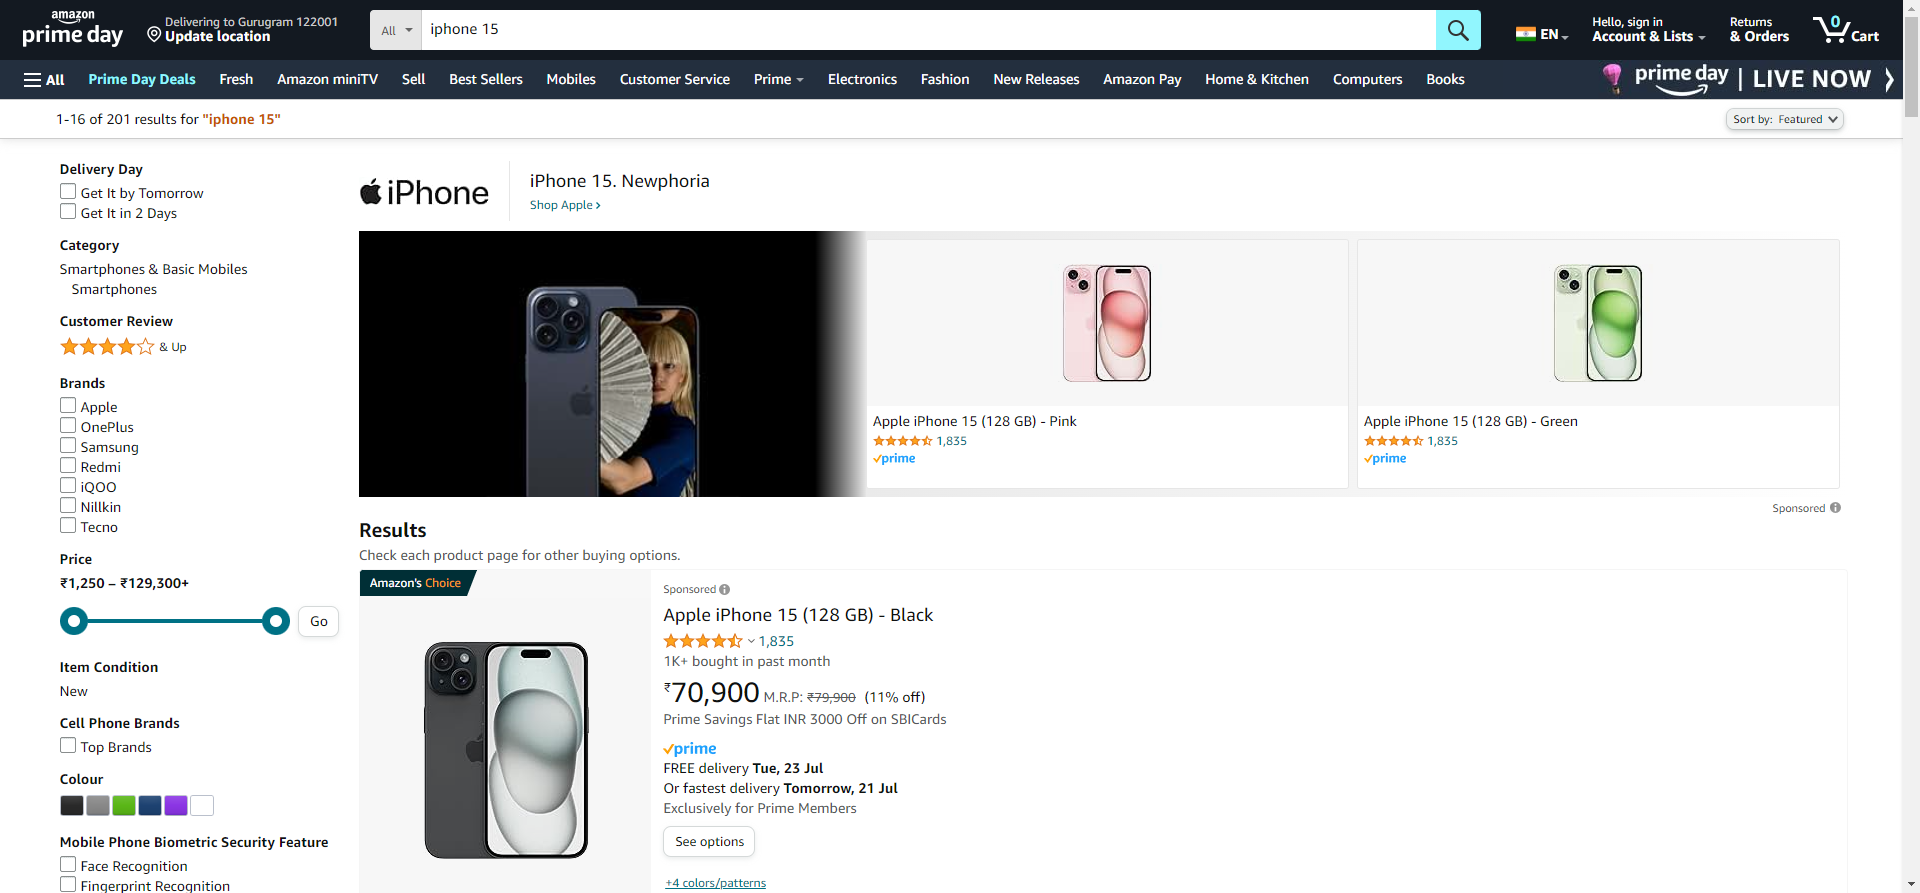 amazon
prime day
Delivering to Gurugram 122001
Update location
All
iphone 15
EN
Hello, sign in
Account & Lists
Returns
& Orders
0
Cart
All
Prime Day Deals
Fresh
Amazon miniTV
Sell
Best Sellers
Mobiles
Customer Service
Prime
Electronics
Fashion
New Releases
Amazon Pay
Home & Kitchen
Computers
Books
prime day | LIVE NOW
1-16 of 201 results for "iphone 15"
Sort by: Featured
Delivery Day
Get It by Tomorrow
Get It in 2 Days
Category
Smartphones & Basic Mobiles
Smartphones
Customer Review
& Up
Brands
Apple
OnePlus
Samsung
Redmi
iQOO
Nillkin
Tecno
Price
₹1,250 – ₹129,300+
Go
Item Condition
New
Cell Phone Brands
Top Brands
Colour
Mobile Phone Biometric Security Feature
Face Recognition
Fingerprint Recognition
iPhone
iPhone 15. Newphoria
Shop Apple ›
Apple iPhone 15 (128 GB) - Pink
1,835
prime
Apple iPhone 15 (128 GB) - Green
1,835
prime
Sponsored
Results
Check each product page for other buying options.
Amazon's Choice
Sponsored
Apple iPhone 15 (128 GB) - Black
1,835
1K+ bought in past month
₹70,900 M.R.P: ₹79,900 (11% off)
Prime Savings Flat INR 3000 Off on SBICards
prime
FREE delivery Tue, 23 Jul
Or fastest delivery Tomorrow, 21 Jul
Exclusively for Prime Members
See options
+4 colors/patterns